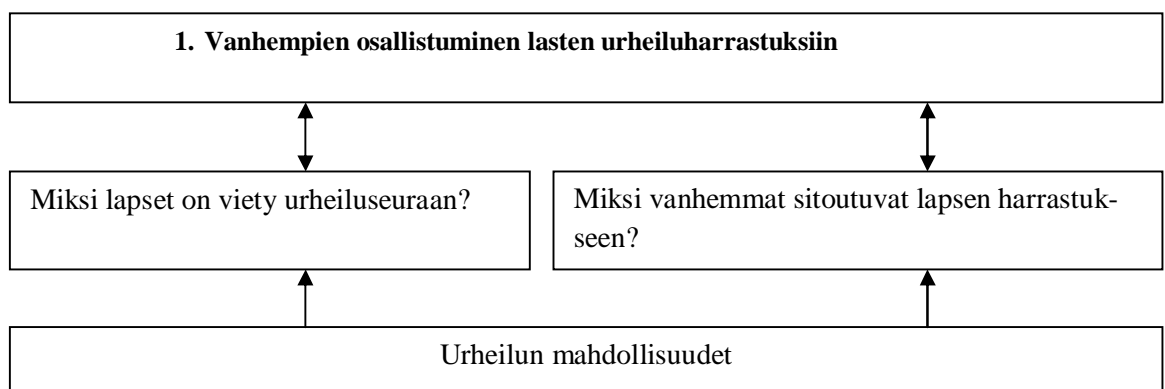 1. Vanhempien osallistuminen lasten urheiluharrastuksiin
Miksi lapset on viety urheiluseuraan?
Miksi vanhemmat sitoutuvat lapsen harrastuk-
seen?
Urheilun mahdollisuudet